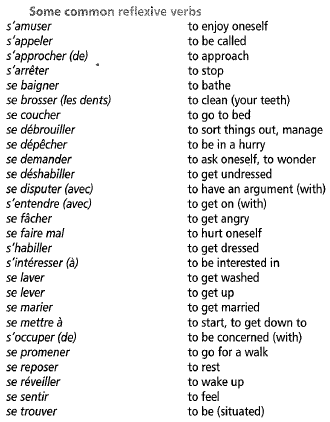 Some common reflexive verbs
s'amuser to enjoy oneself
s'appeler to be called
s'approcher (de) to approach
s'arrêter to stop
se baigner to bathe
se brosser (les dents) to clean (your teeth)
se coucher to go to bed
se débrouiller to sort things out, manage
se dépêcher to be in a hurry
se demander to ask oneself, to wonder
se déshabiller to get undressed
se disputer (avec) to have an argument (with)
s'entendre (avec) to get on (with)
se fâcher to get angry
se faire mal to hurt oneself
s'habiller to get dressed
s'intéresser (à) to be interested in
se laver to get washed
se lever to get up
se marier to get married
se mettre à to start, to get down to
s'occuper (de) to be concerned (with)
se promener to go for a walk
se reposer to rest
se réveiller to wake up
se sentir to feel
se trouver to be (situated)